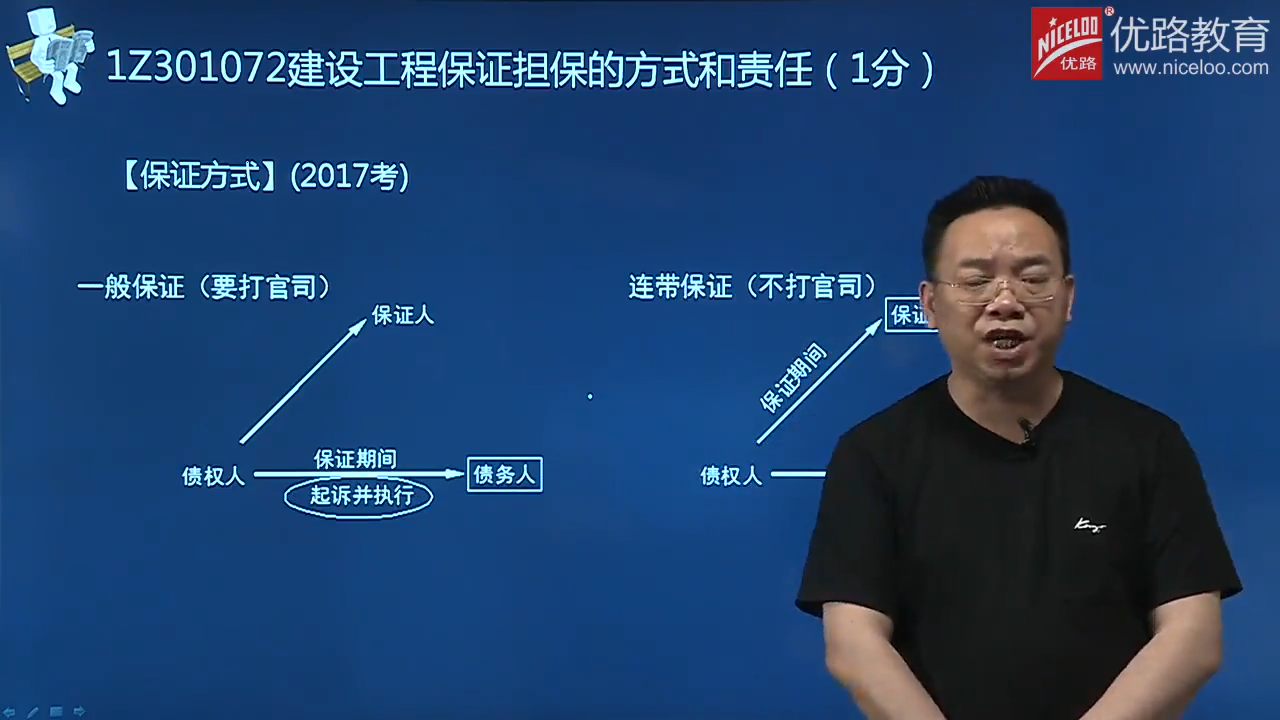 1Z301072建设工程保证担保的方式和责任（1分）
NICELOO
优路
®
优路教育
www.niceloo.com
【保证方式】(2017考)
一般保证（要打官司）
保证人
债权人
保证期间
起诉并执行
债务人
连带保证（不打官司）
保证
保证期间
债权人